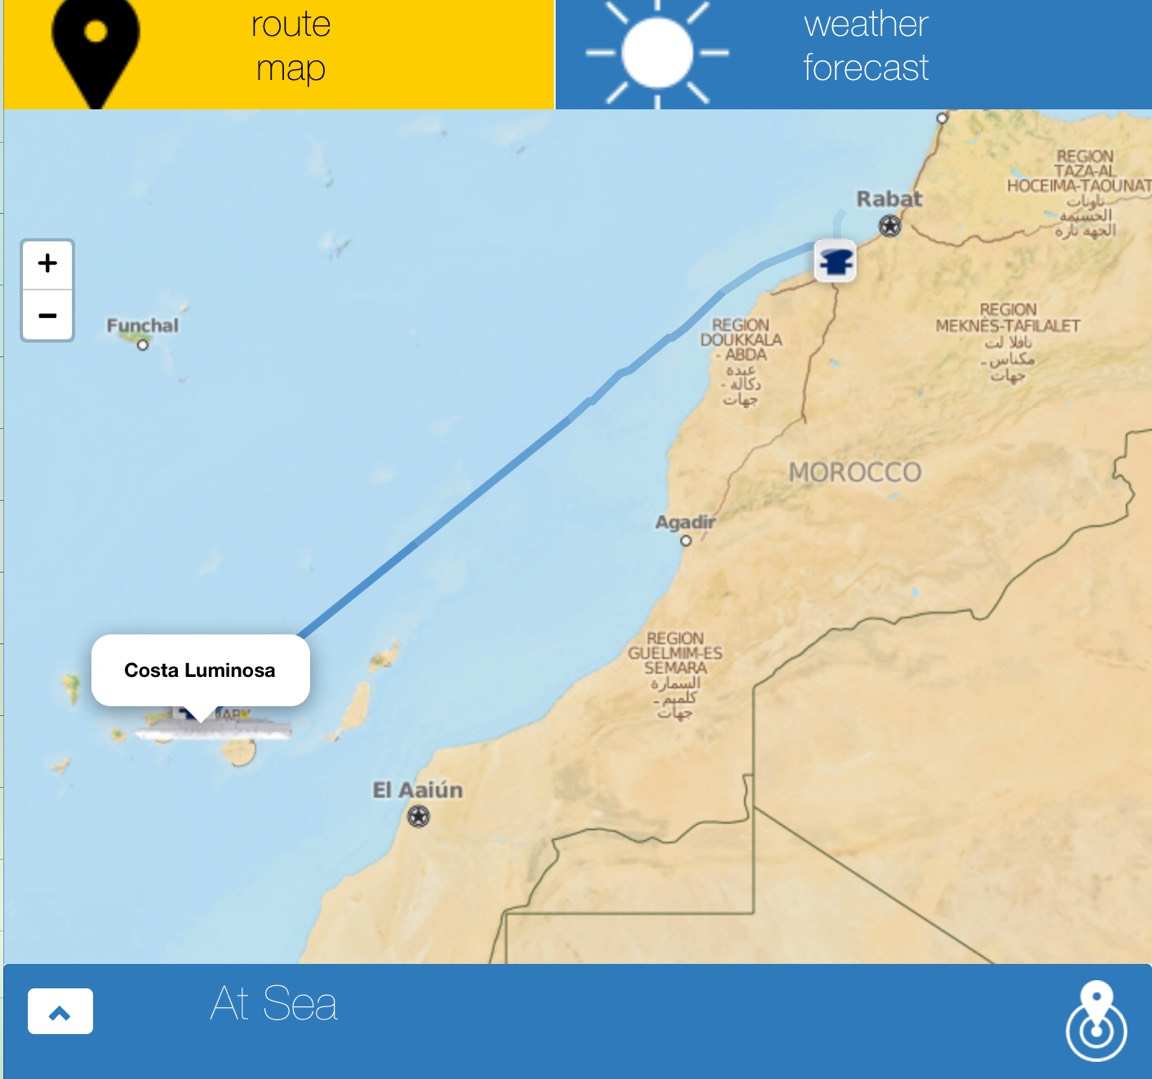 route
map
weather
forecast
REGION
TAZA-AL
HOCEIMA-TAOUNAT
تاونات
الحسيمة
الجهة تازة
Rabat
+
−
Funchal
REGION
DOUKKALA
- ABDA
عبدة
دكالة -
جهات
REGION
MEKNÈS-TAFILALET
تافلا لت
مكناس -
جهات
MOROCCO
Agadir
REGION
GUELMIM-ES
SEMARA
السمارة
كلميم -
جهات
Costa Luminosa
El Aaiún
At Sea